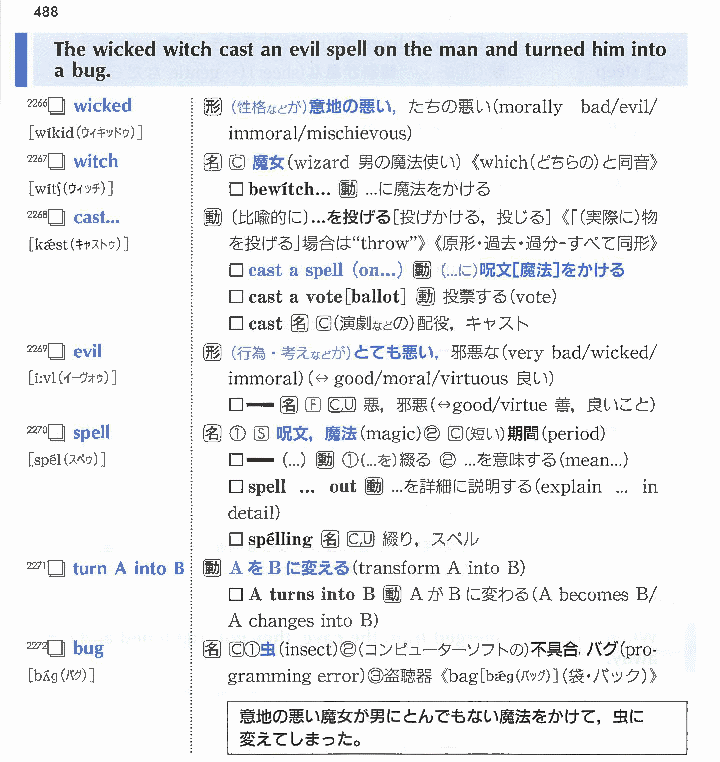 488
The wicked witch cast an evil spell on the man and turned him into
a bug.
2266□ wicked
[wíkid(ウィキッドゥ)]
形 (性格などが)意地の悪い, たちの悪い(morally bad/evil/
immoral/mischievous)
2267□ witch
[wítʃ(ウィッチ)]
名 C 魔女(wizard 男の魔法使い)《which(どちらの)と同音》
□ bewítch... 動 ...に魔法をかける
2268□ cast...
[kǽst(キャストゥ)]
動 (比喩的に)...を投げる[投げかける, 投じる]《「(実際に)物
を投げる」場合は“throw”》《原形・過去・過分-すべて同形》
□ cast a spell (on...) 動 (...に)呪文[魔法]をかける
□ cast a vote[ballot] 動 投票する(vote)
□ cast 名 C(演劇などの)配役, キャスト
2269□ evil
[íːvl(イーヴォゥ)]
形 (行為・考えなどが)とても悪い, 邪悪な(very bad/wicked/
immoral)(↔ good/moral/virtuous 良い)
□━ 名 F C,U 悪, 邪悪(↔good/virtue 善, 良いこと)
2270□ spell
[spél(スペゥ)]
名 ① S 呪文, 魔法(magic)② C(短い)期間(period)
□━ (...) 動 ①(...を)綴る ② ...を意味する(mean...)
□ spell ... out 動 ...を詳細に説明する(explain ... in
detail)
□ spélling 名 C,U 綴り, スペル
2271□ turn A into B
動 A を B に変える(transform A into B)
□ A turns into B 動 A が B に変わる(A becomes B/
A changes into B)
2272□ bug
[bʌ́g(バグ)]
名 C①虫(insect)②(コンピューターソフトの)不具合, バグ(pro-
gramming error)③盗聴器《bag[bǽg(バッグ)](袋・バック)》
意地の悪い魔女が男にとんでもない魔法をかけて, 虫に
変えてしまった。